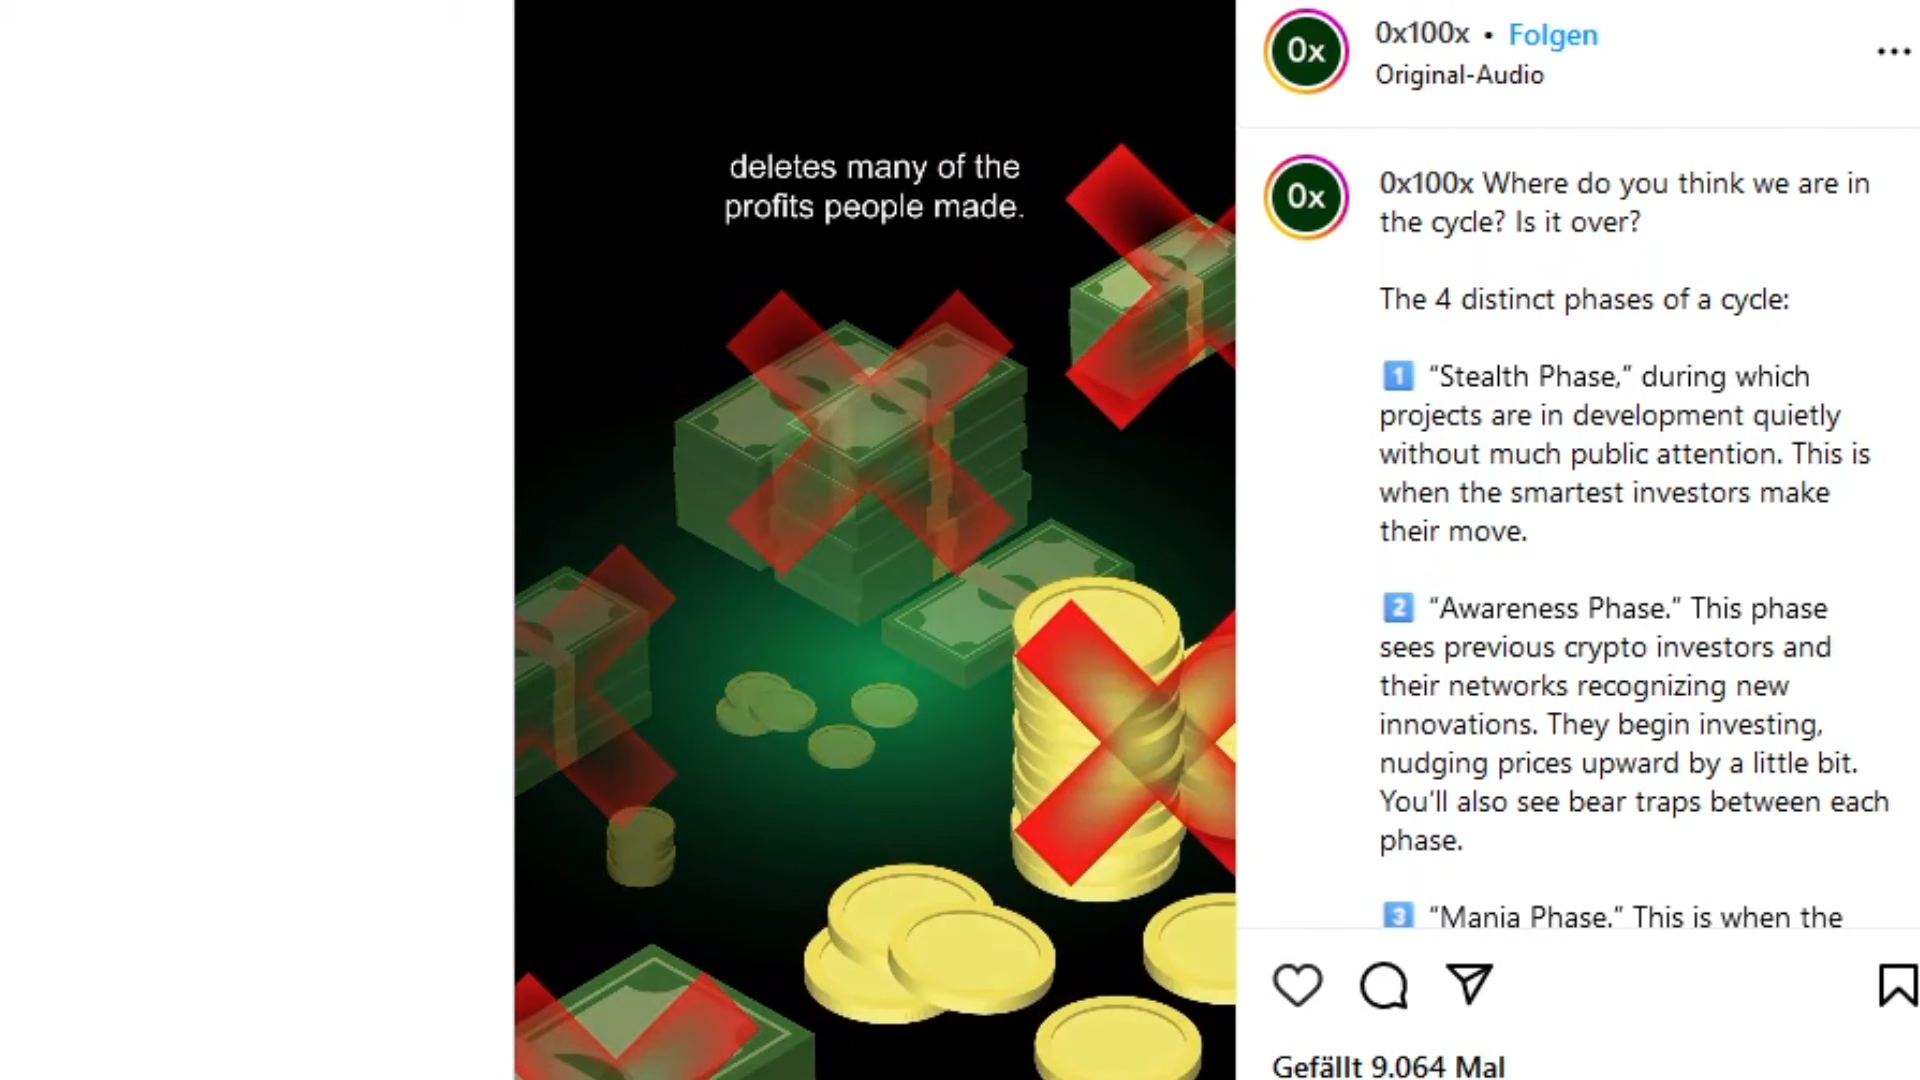 deletes many of the
profits people made.
0x
0x100x • Folgen
Original-Audio
0x
0x100x Where do you think we are in
the cycle? Is it over?
The 4 distinct phases of a cycle:
1 “Stealth Phase,” during which
projects are in development quietly
without much public attention. This is
when the smartest investors make
their move.
2 “Awareness Phase.” This phase
sees previous crypto investors and
their networks recognizing new
innovations. They begin investing,
nudging prices upward by a little bit.
You’ll also see bear traps between each
phase.
3 “Mania Phase.” This is when the
Gefällt 9.064 Mal